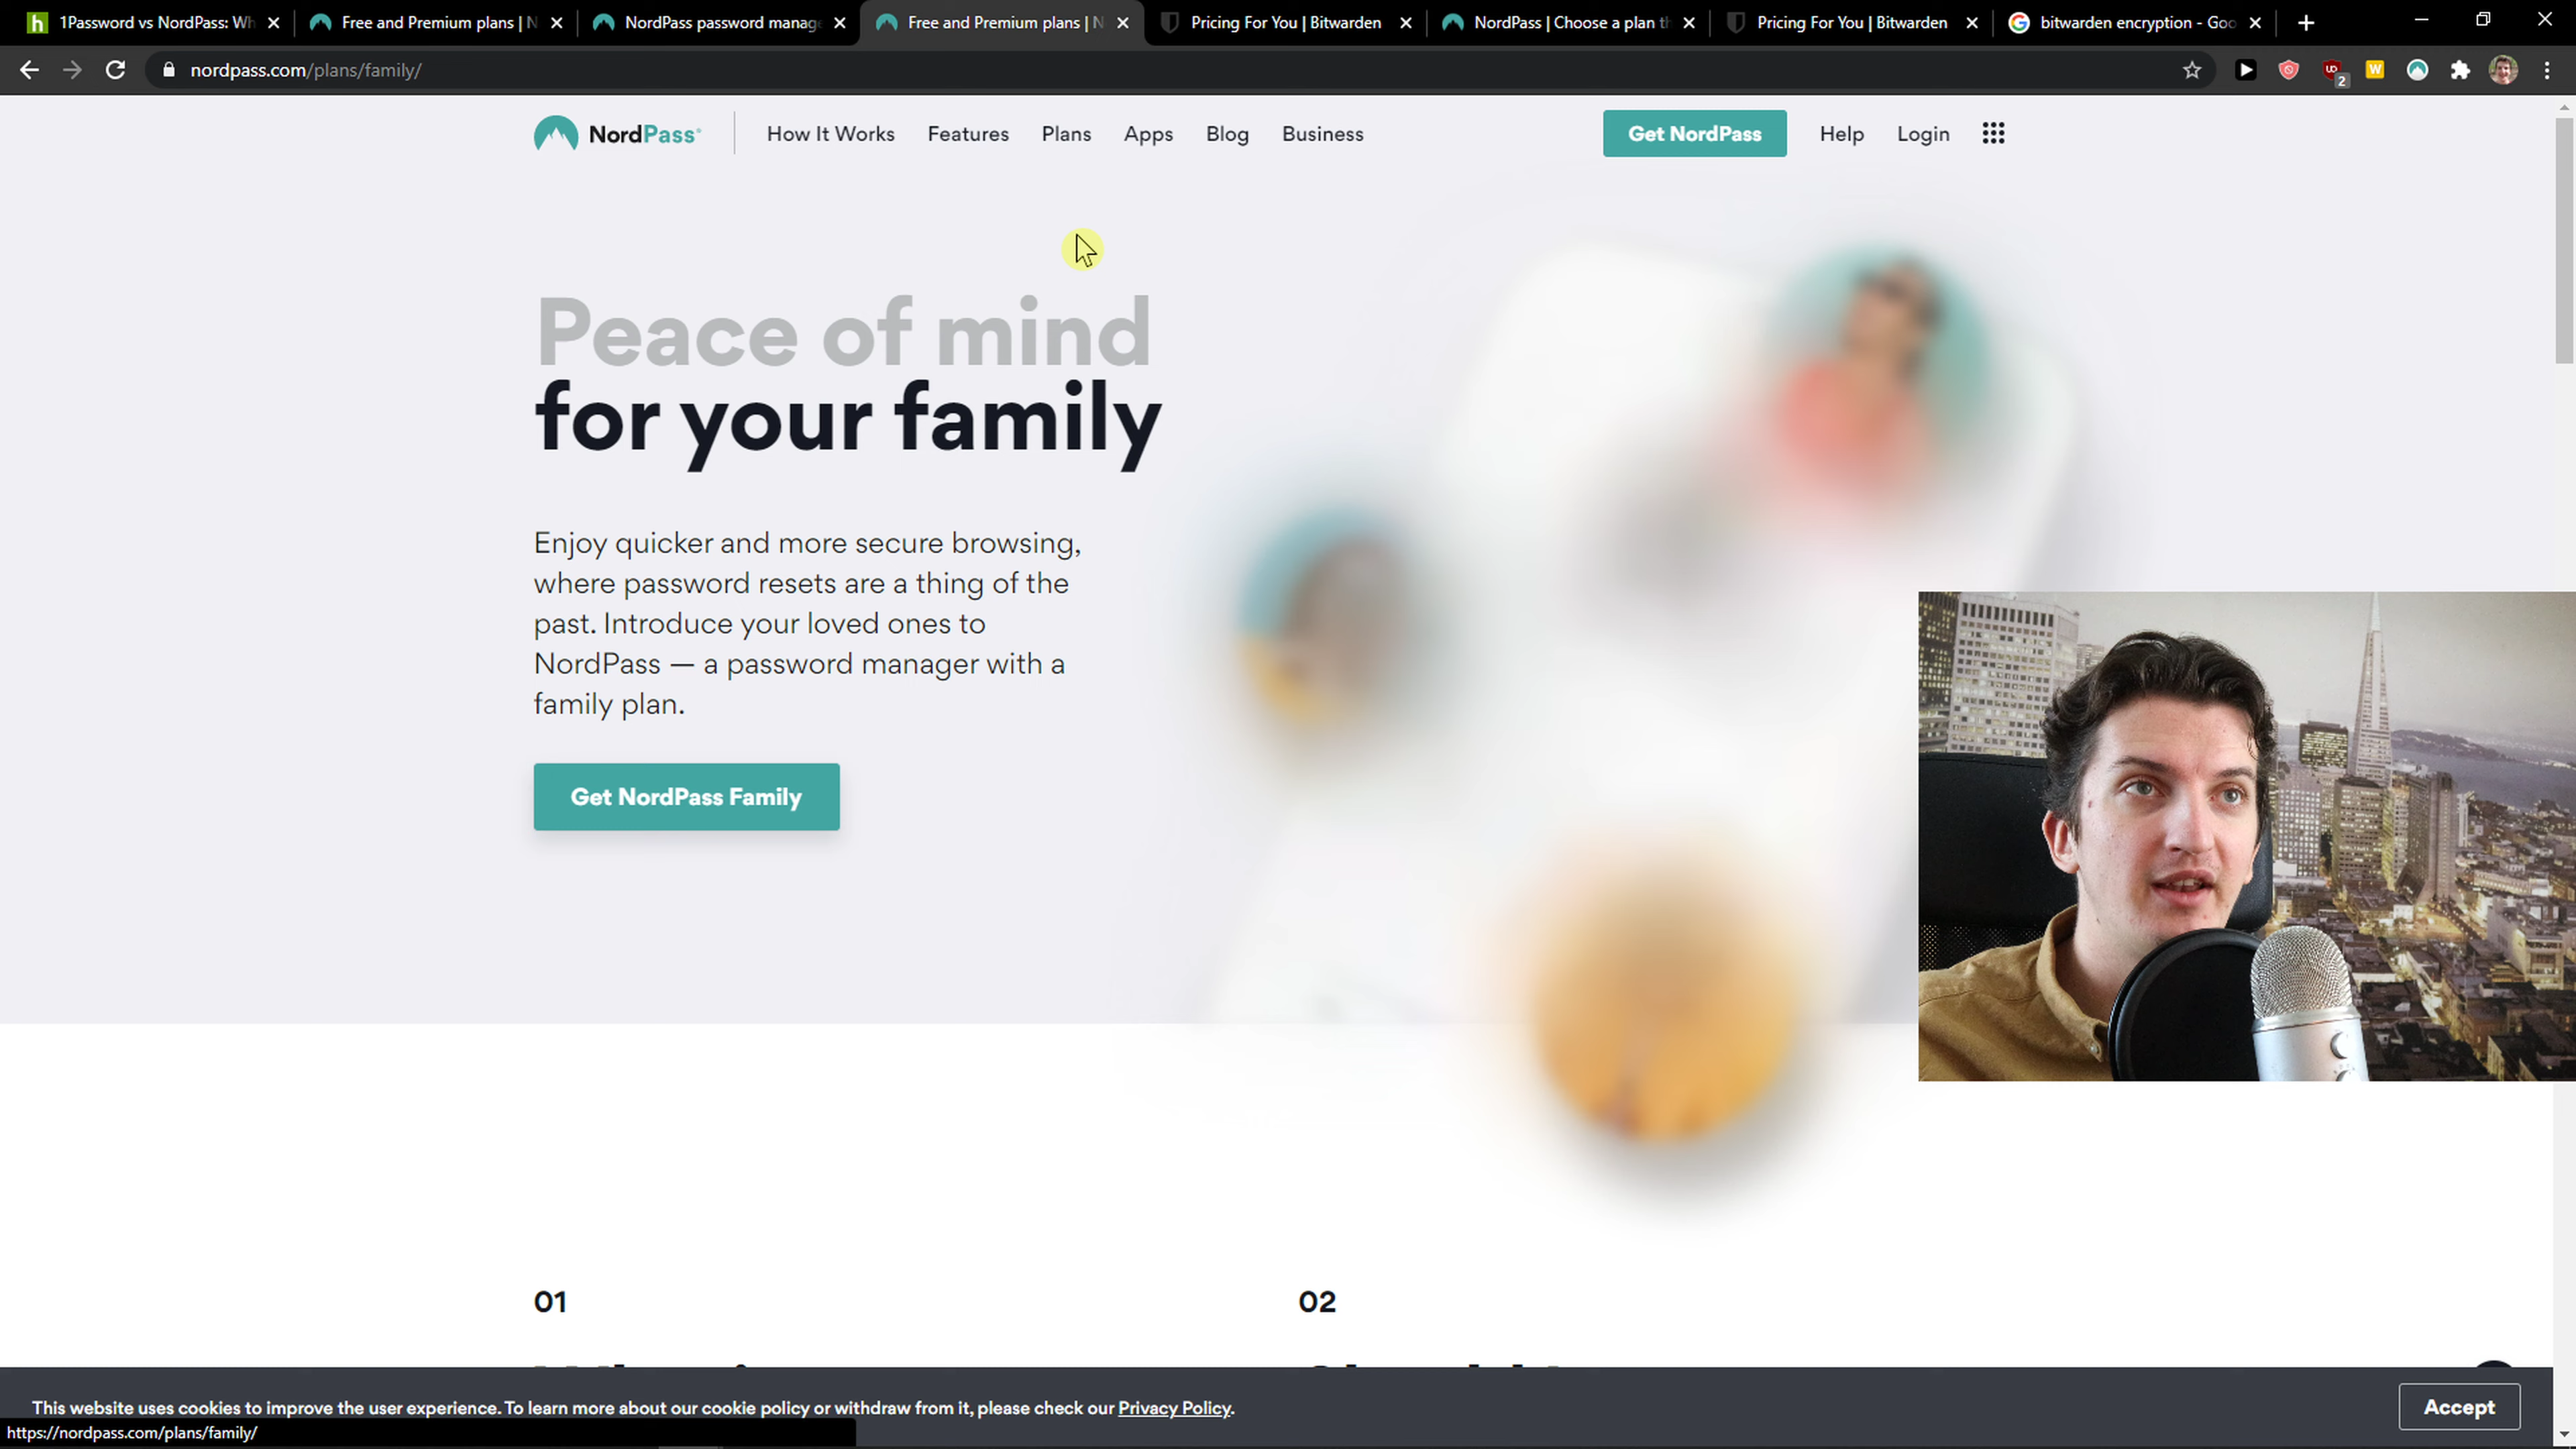 1Password vs NordPass: Wh
Free and Premium plans | N
NordPass password manage
Free and Premium plans | N
Pricing For You | Bitwarden
NordPass | Choose a plan th
Pricing For You | Bitwarden
bitwarden encryption - Goo
nordpass.com/plans/family/
2
NordPass
How It Works
Features
Plans
Apps
Blog
Business
Get NordPass
Help
Login
Peace of mind
for your family
Enjoy quicker and more secure browsing,
where password resets are a thing of the
past. Introduce your loved ones to
NordPass — a password manager with a
family plan.
Get NordPass Family
01
02
This website uses cookies to improve the user experience. To learn more about our cookie policy or withdraw from it, please check our Privacy Policy.
Accept
https://nordpass.com/plans/family/